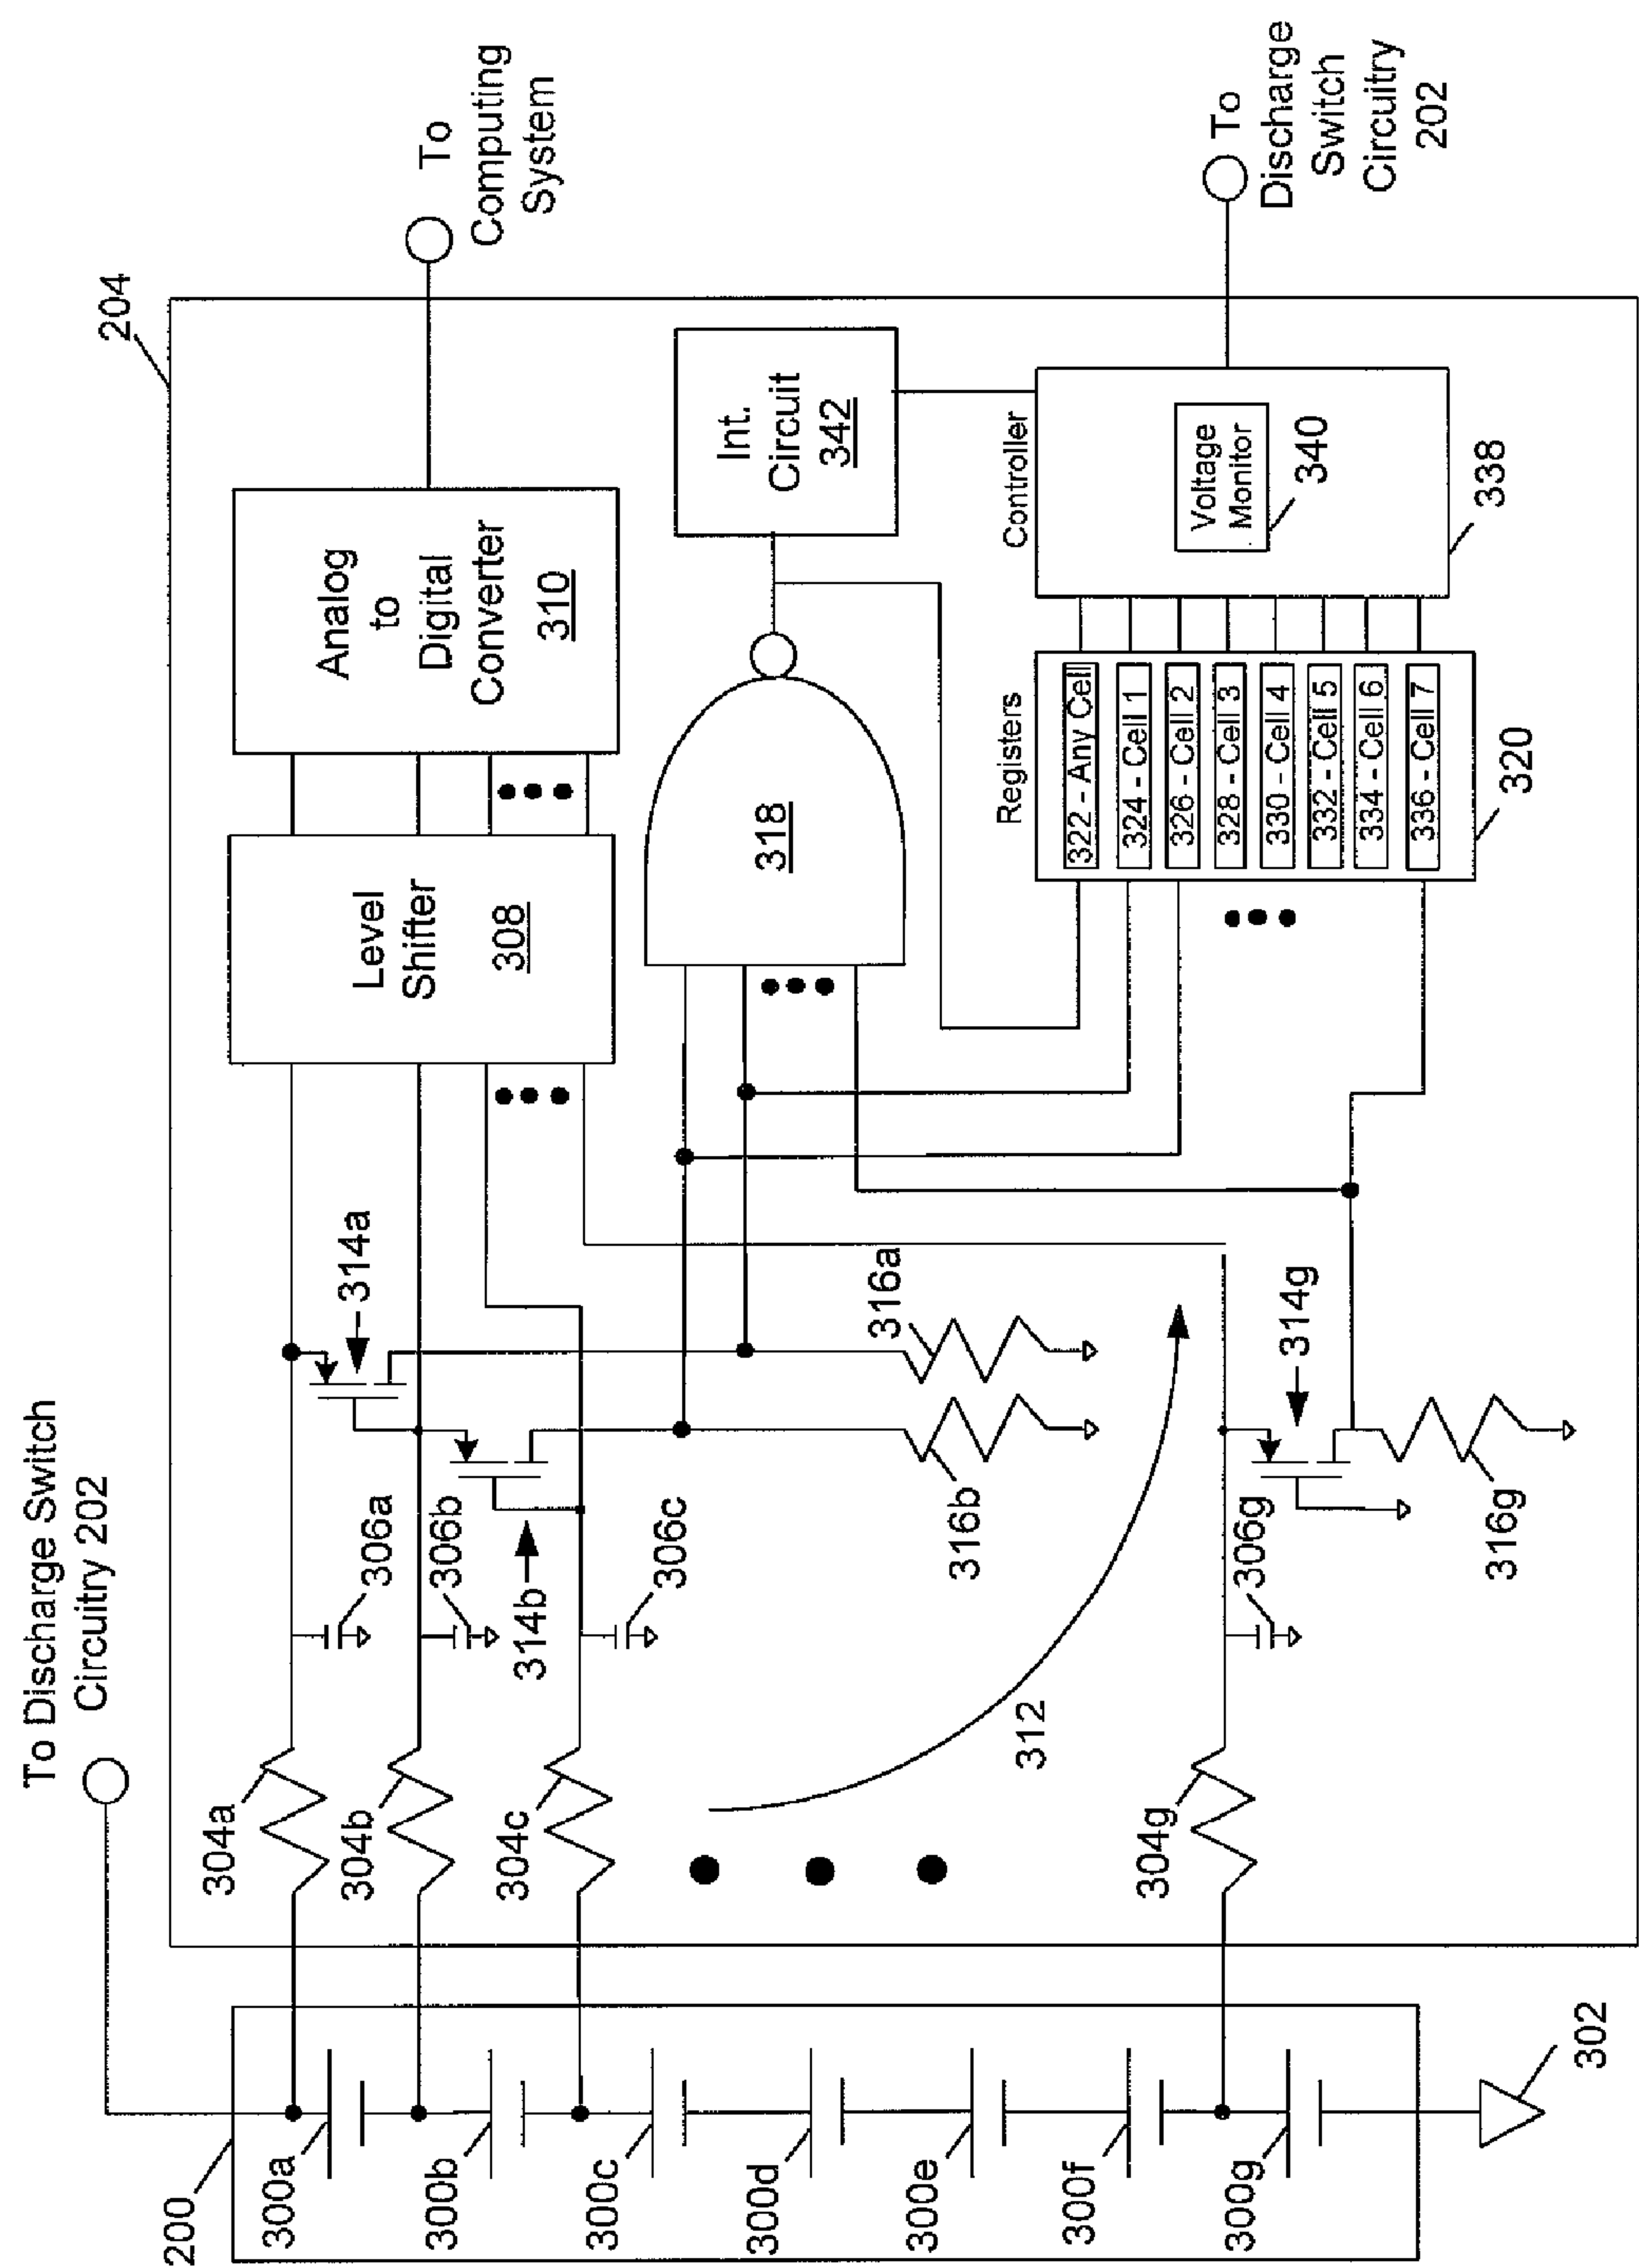 To Discharge Switch
Circuitry 202
204
To
Computing
System
200
300a
300b
300c
300d
300e
300f
300g
302
304a
304b
304c
304g
306a
306b
306c
306g
314a
314b
314g
316a
316b
316g
312
Level
Shifter
308
Analog
to
Digital
Converter
310
318
Int.
Circuit
342
Registers
322 - Any Cell
324 - Cell 1
326 - Cell 2
328 - Cell 3
330 - Cell 4
332 - Cell 5
334 - Cell 6
336 - Cell 7
320
Controller
Voltage
Monitor
340
338
To
Discharge
Switch
Circuitry
202